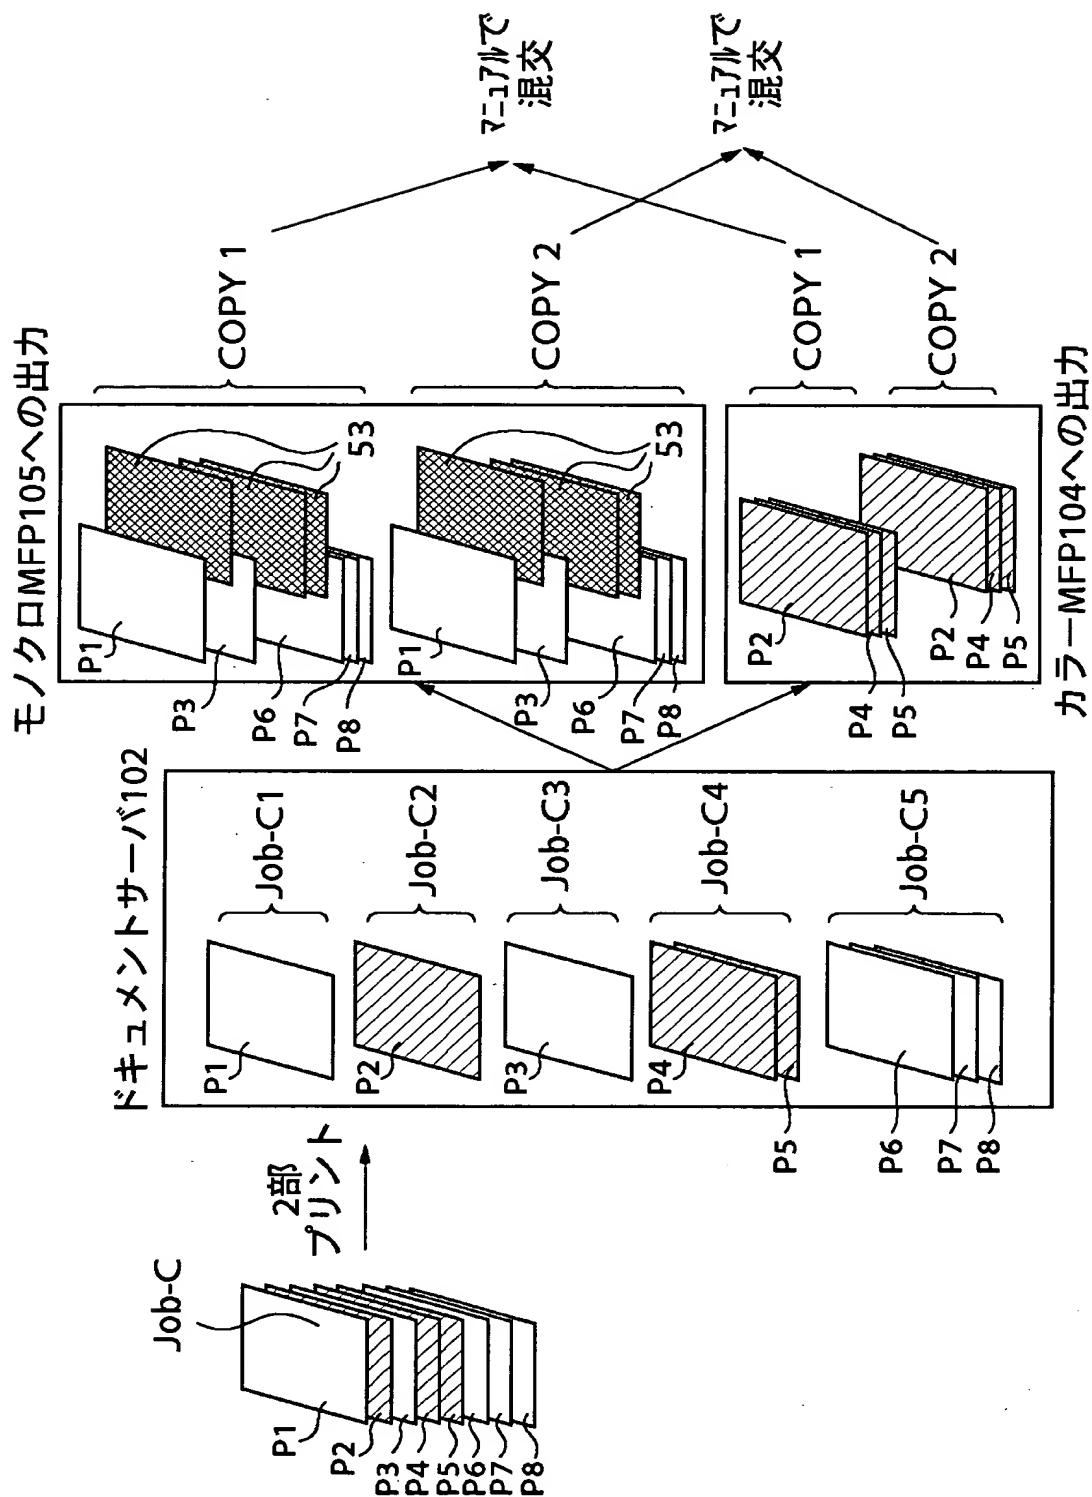 Job-C
P1
P2
P3
P4
P5
P6
P7
P8
2部
プリント
ドキュメントサーバ102
P1
Job-C1
P2
Job-C2
P3
Job-C3
P4
P5
Job-C4
P6
P7
P8
Job-C5
モノクロMFP105への出力
P1
P3
P6
P7
P8
53
COPY 1
P1
P3
P6
P7
P8
53
COPY 2
P2
P4
P5
COPY 1
P2
P4
P5
COPY 2
カラーMFP104への出力
マニュアルで
混交
マニュアルで
混交